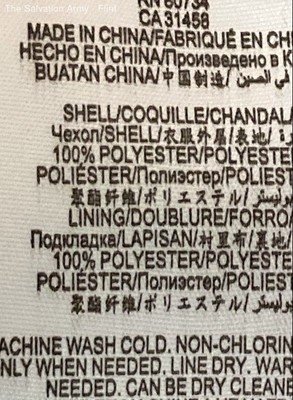 The Salvation Army Flint
RN 60734
CA 31458
MADE IN CHINA/FABRIQUÉ EN CHI
HECHO EN CHINA/Произведено в К
BUATAN CHINA/中国制造/ في الصين
SHELL/COQUILLE/CHANDAL/
Чехол/SHELL/衣服外层/表地/
100% POLYESTER/POLYESTER
POLIÉSTER/Полиэстер/POLIEST
聚酯纤维/ポリエステル/بوليستر
LINING/DOUBLURE/FORRO/
Подкладка/LAPISAN/衬里布/裏地/
100% POLYESTER/POLYESTER
POLIÉSTER/Полиэстер/POLIEST
聚酯纤维/ポリエステル/بوليستر
ACHINE WASH COLD. NON-CHLORIN
ONLY WHEN NEEDED, LINE DRY. WAR
NEEDED. CAN BE DRY CLEANE